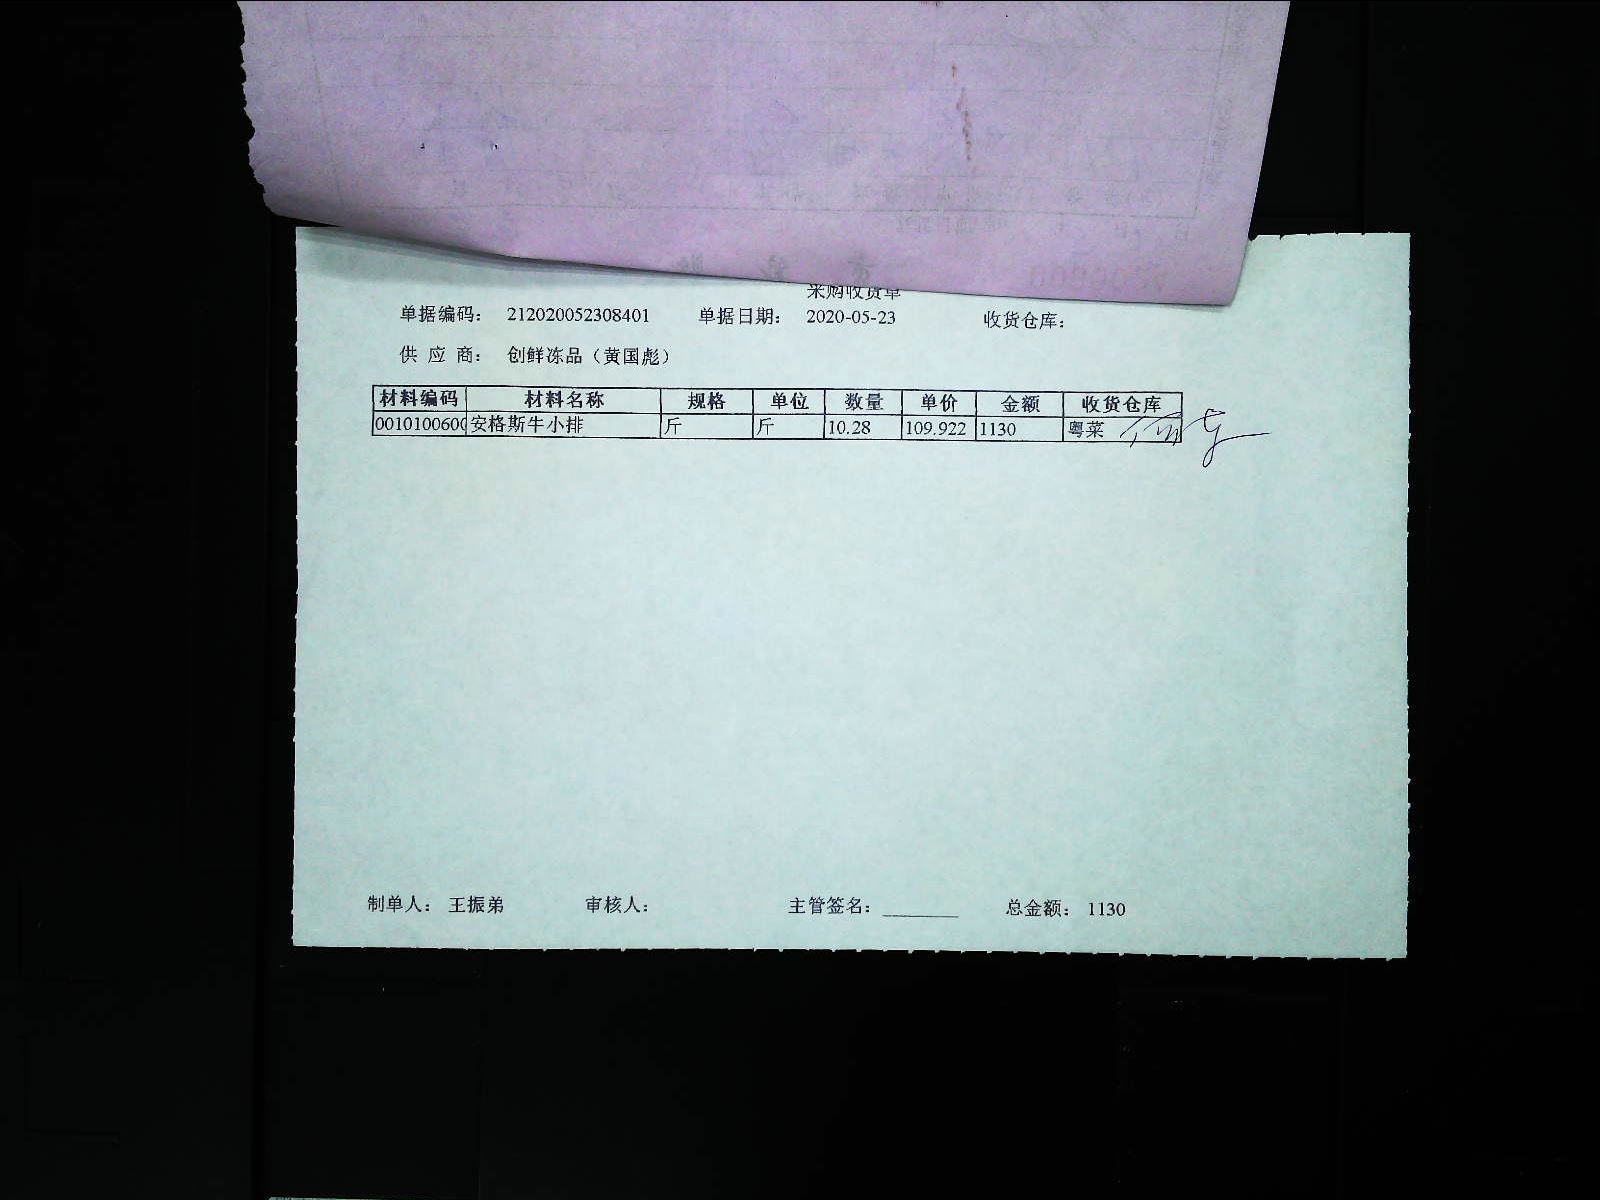 采购收货单
单据编码： 212020052308401 单据日期： 2020-05-23 收货仓库：
供 应 商： 创鲜冻品（黄国彪）
材料编码 材料名称 规格 单位 数量 单价 金额 收货仓库
0010100600 安格斯牛小排 斤 斤 10.28 109.922 1130 粤菜
制单人： 王振弟 审核人： 主管签名： ________ 总金额： 1130